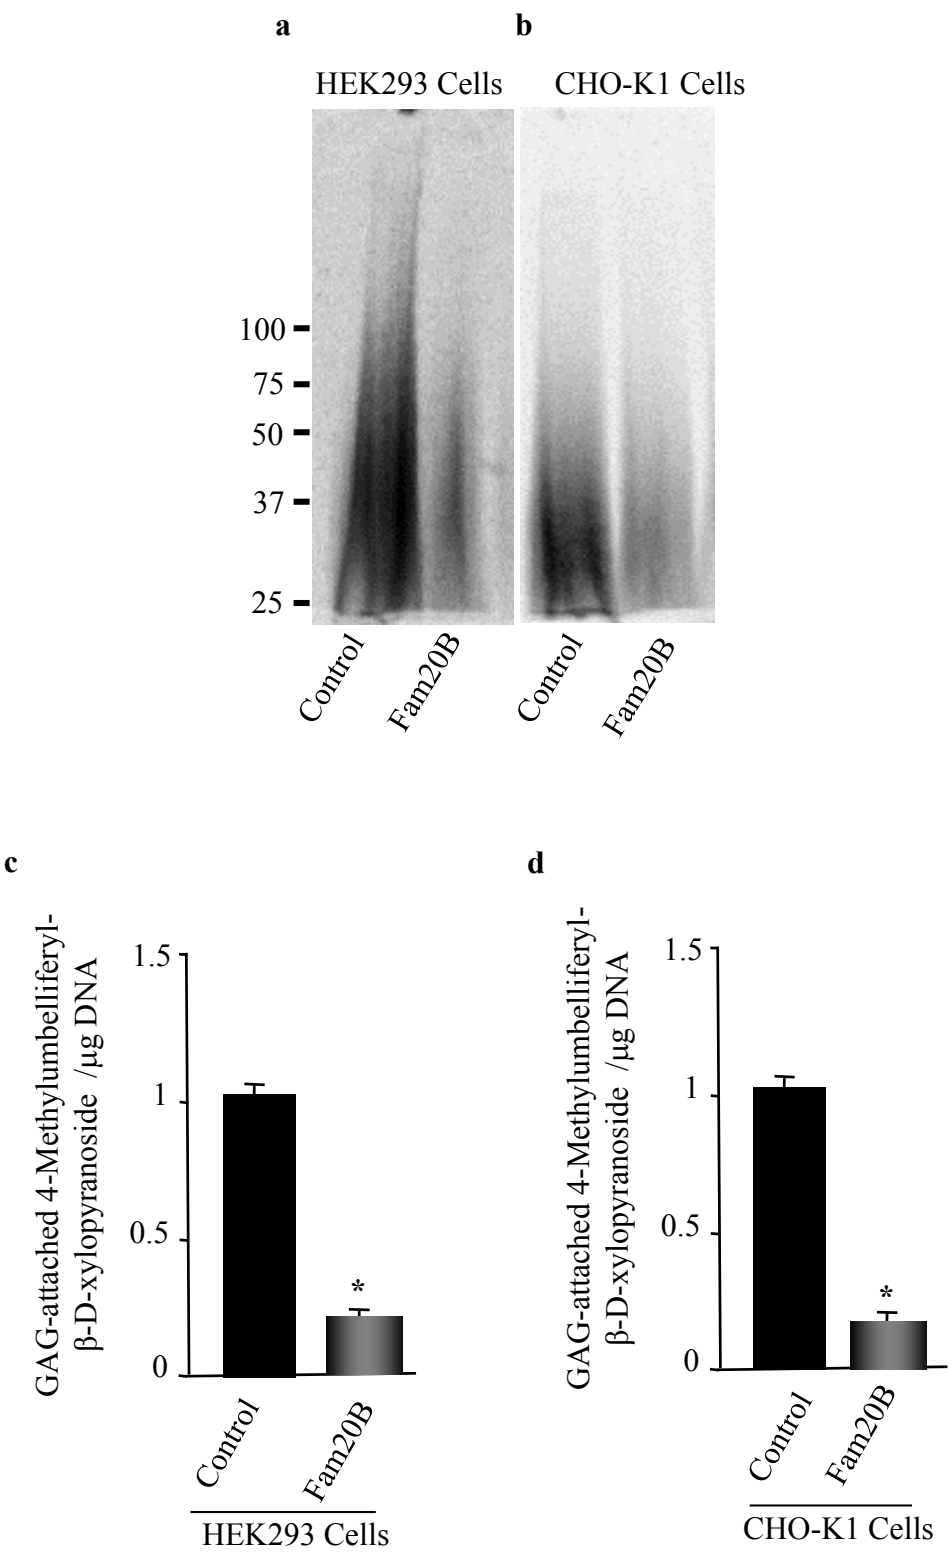 a
b
HEK293 Cells
CHO-K1 Cells
100
75
50
37
25
Control
Fam20B
Control
Fam20B
c
GAG-attached 4-Methylumbelliferyl-
β-D-xylopyranoside /μg DNA
1.5
1
0.5
0
*
Control
Fam20B
HEK293 Cells
d
GAG-attached 4-Methylumbelliferyl-
β-D-xylopyranoside /μg DNA
1.5
1
0.5
0
*
Control
Fam20B
CHO-K1 Cells